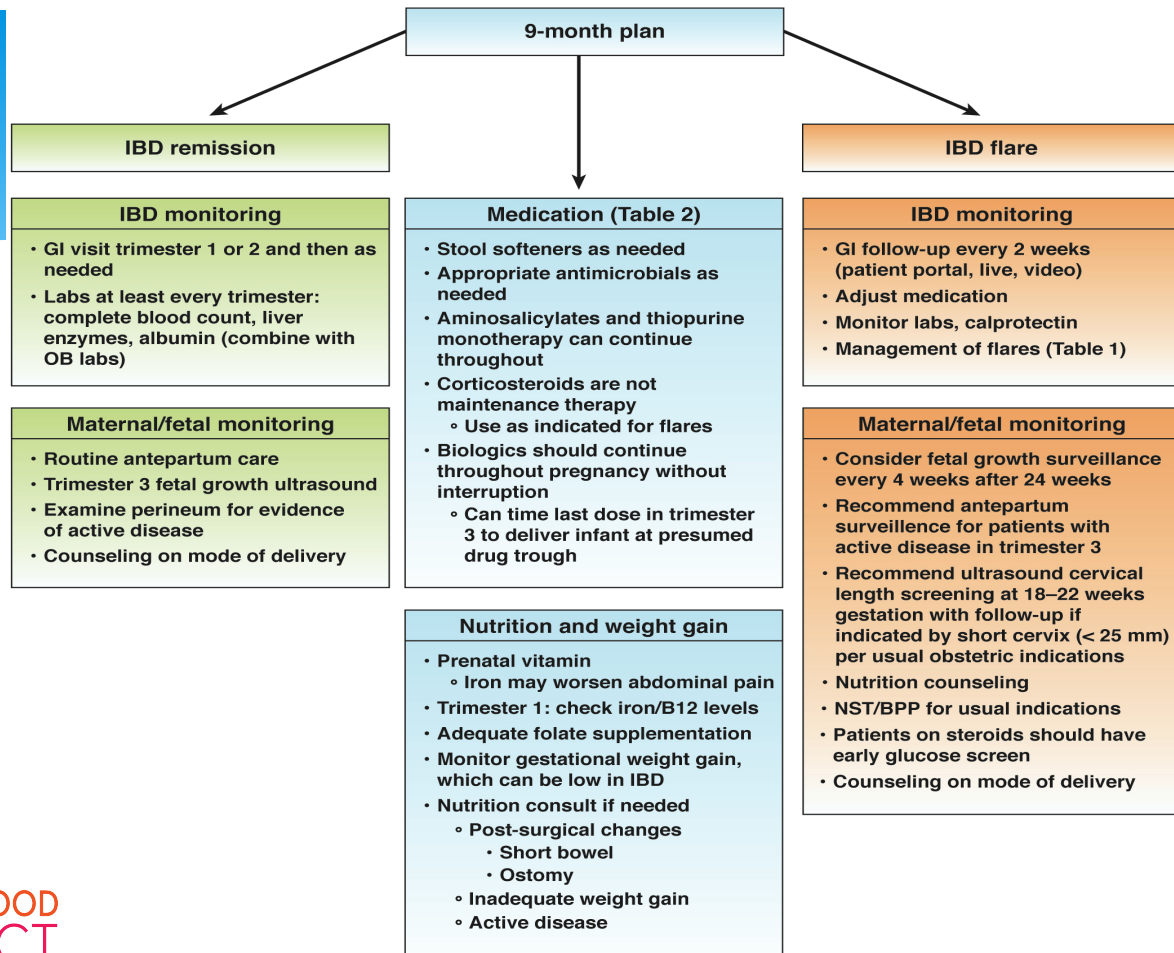 9-month plan
IBD remission
IBD flare
IBD monitoring
• GI visit trimester 1 or 2 and then as
needed
• Labs at least every trimester:
complete blood count, liver
enzymes, albumin (combine with
OB labs)
Maternal/fetal monitoring
• Routine antepartum care
• Trimester 3 fetal growth ultrasound
• Examine perineum for evidence
of active disease
• Counseling on mode of delivery
Medication (Table 2)
• Stool softeners as needed
• Appropriate antimicrobials as
needed
• Aminosalicylates and thiopurine
monotherapy can continue
throughout
• Corticosteroids are not
maintenance therapy
∘ Use as indicated for flares
• Biologics should continue
throughout pregnancy without
interruption
∘ Can time last dose in trimester
3 to deliver infant at presumed
drug trough
Nutrition and weight gain
• Prenatal vitamin
∘ Iron may worsen abdominal pain
• Trimester 1: check iron/B12 levels
• Adequate folate supplementation
• Monitor gestational weight gain,
which can be low in IBD
• Nutrition consult if needed
∘ Post-surgical changes
• Short bowel
• Ostomy
∘ Inadequate weight gain
∘ Active disease
IBD monitoring
• GI follow-up every 2 weeks
(patient portal, live, video)
• Adjust medication
• Monitor labs, calprotectin
• Management of flares (Table 1)
Maternal/fetal monitoring
• Consider fetal growth surveillance
every 4 weeks after 24 weeks
• Recommend antepartum
surveillence for patients with
active disease in trimester 3
• Recommend ultrasound cervical
length screening at 18–22 weeks
gestation with follow-up if
indicated by short cervix (< 25 mm)
per usual obstetric indications
• Nutrition counseling
• NST/BPP for usual indications
• Patients on steroids should have
early glucose screen
• Counseling on mode of delivery
OOD
CT